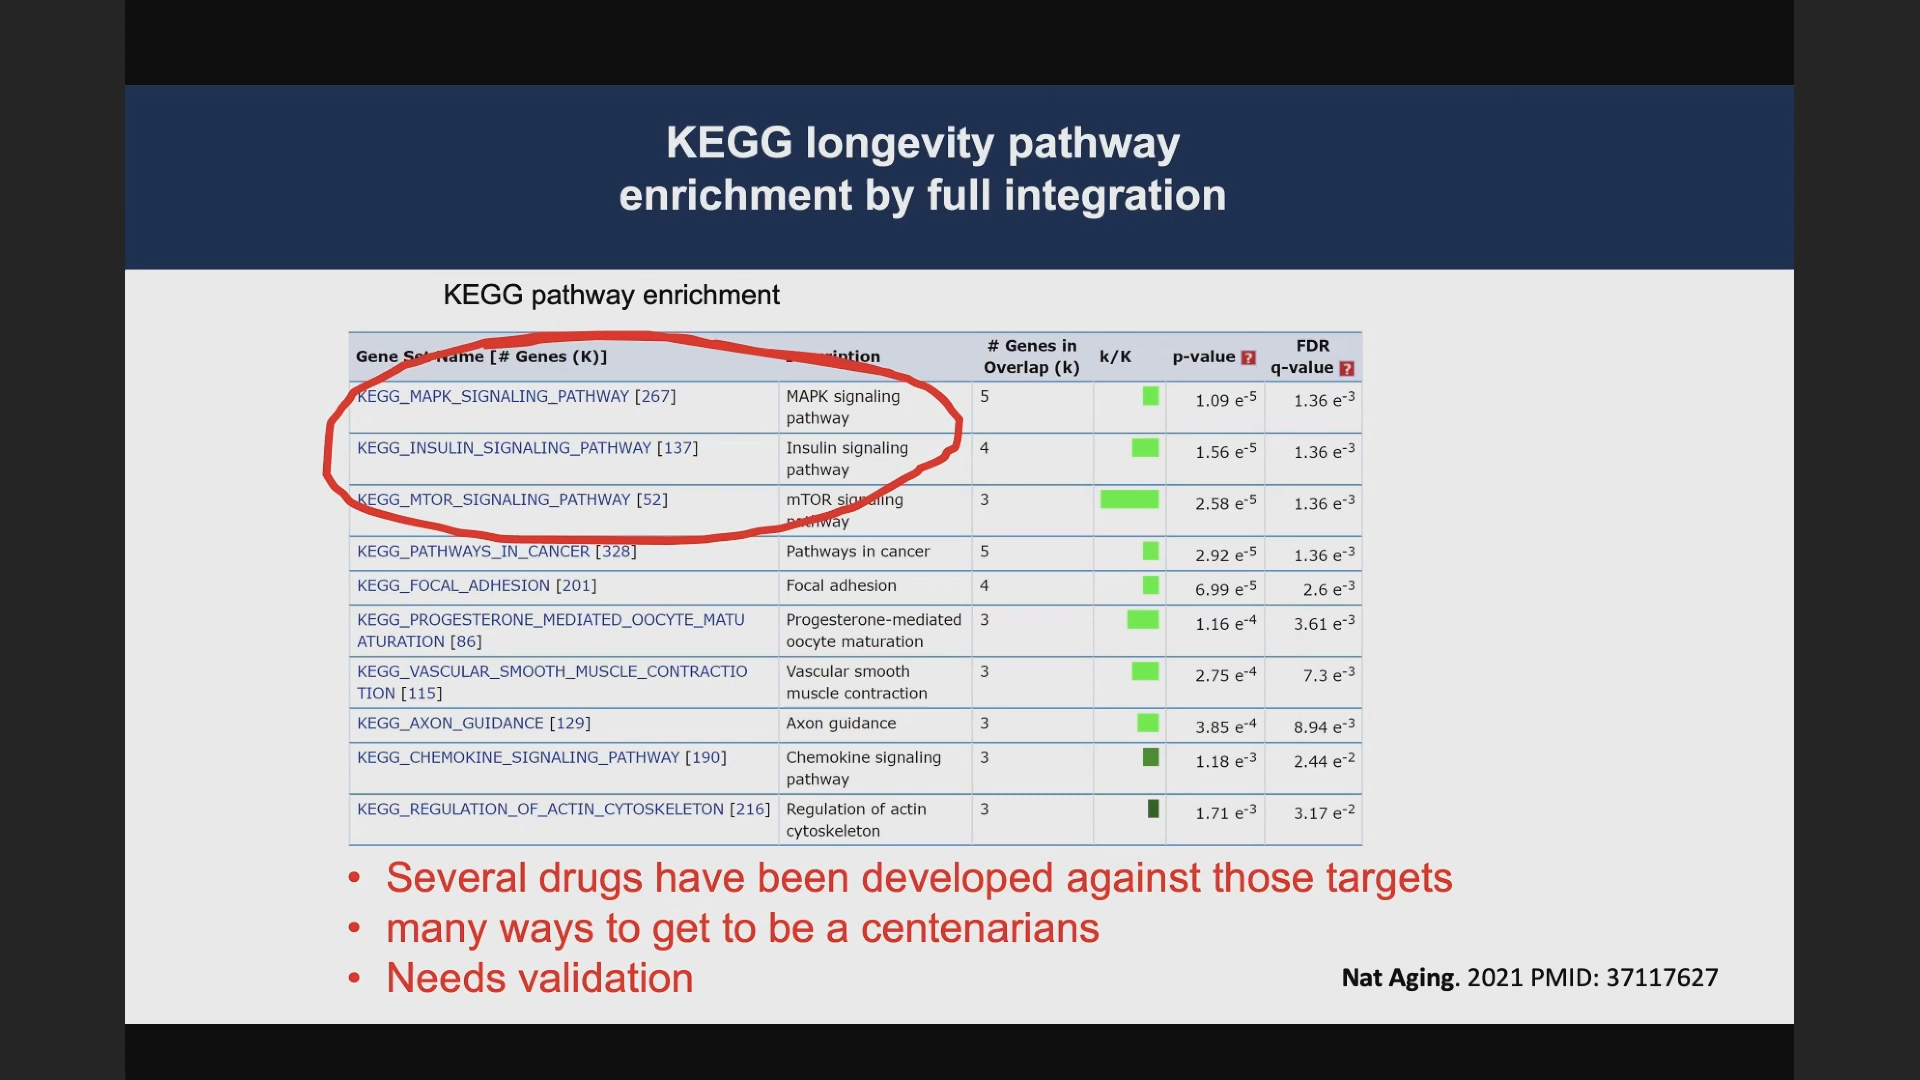 KEGG longevity pathway
enrichment by full integration
KEGG pathway enrichment
Gene Set Name [# Genes (K)] Description # Genes in Overlap (k) k/K p-value ? FDR q-value ?
KEGG_MAPK_SIGNALING_PATHWAY [267] MAPK signaling pathway 5 1.09 e-5 1.36 e-3
KEGG_INSULIN_SIGNALING_PATHWAY [137] Insulin signaling pathway 4 1.56 e-5 1.36 e-3
KEGG_MTOR_SIGNALING_PATHWAY [52] mTOR signaling pathway 3 2.58 e-5 1.36 e-3
KEGG_PATHWAYS_IN_CANCER [328] Pathways in cancer 5 2.92 e-5 1.36 e-3
KEGG_FOCAL_ADHESION [201] Focal adhesion 4 6.99 e-5 2.6 e-3
KEGG_PROGESTERONE_MEDIATED_OOCYTE_MATU
ATURATION [86] Progesterone-mediated oocyte maturation 3 1.16 e-4 3.61 e-3
KEGG_VASCULAR_SMOOTH_MUSCLE_CONTRACTIO
TION [115] Vascular smooth muscle contraction 3 2.75 e-4 7.3 e-3
KEGG_AXON_GUIDANCE [129] Axon guidance 3 3.85 e-4 8.94 e-3
KEGG_CHEMOKINE_SIGNALING_PATHWAY [190] Chemokine signaling pathway 3 1.18 e-3 2.44 e-2
KEGG_REGULATION_OF_ACTIN_CYTOSKELETON [216] Regulation of actin cytoskeleton 3 1.71 e-3 3.17 e-2
• Several drugs have been developed against those targets
• many ways to get to be a centenarians
• Needs validation
Nat Aging. 2021 PMID: 37117627